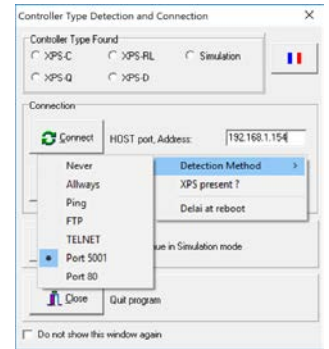 Controller Type Detection and Connection
Controller Type Found
XPS-C XPS-RL Simulation
XPS-Q XPS-D
Connection
Connect HOST port, Address: 192.168.1.154
Never
Allways
Ping
FTP
TELNET
Port 5001
Port 80
Detection Method
XPS present ?
Delai at reboot
ue in Simulation mode
Close Quit program
Do not show this window again